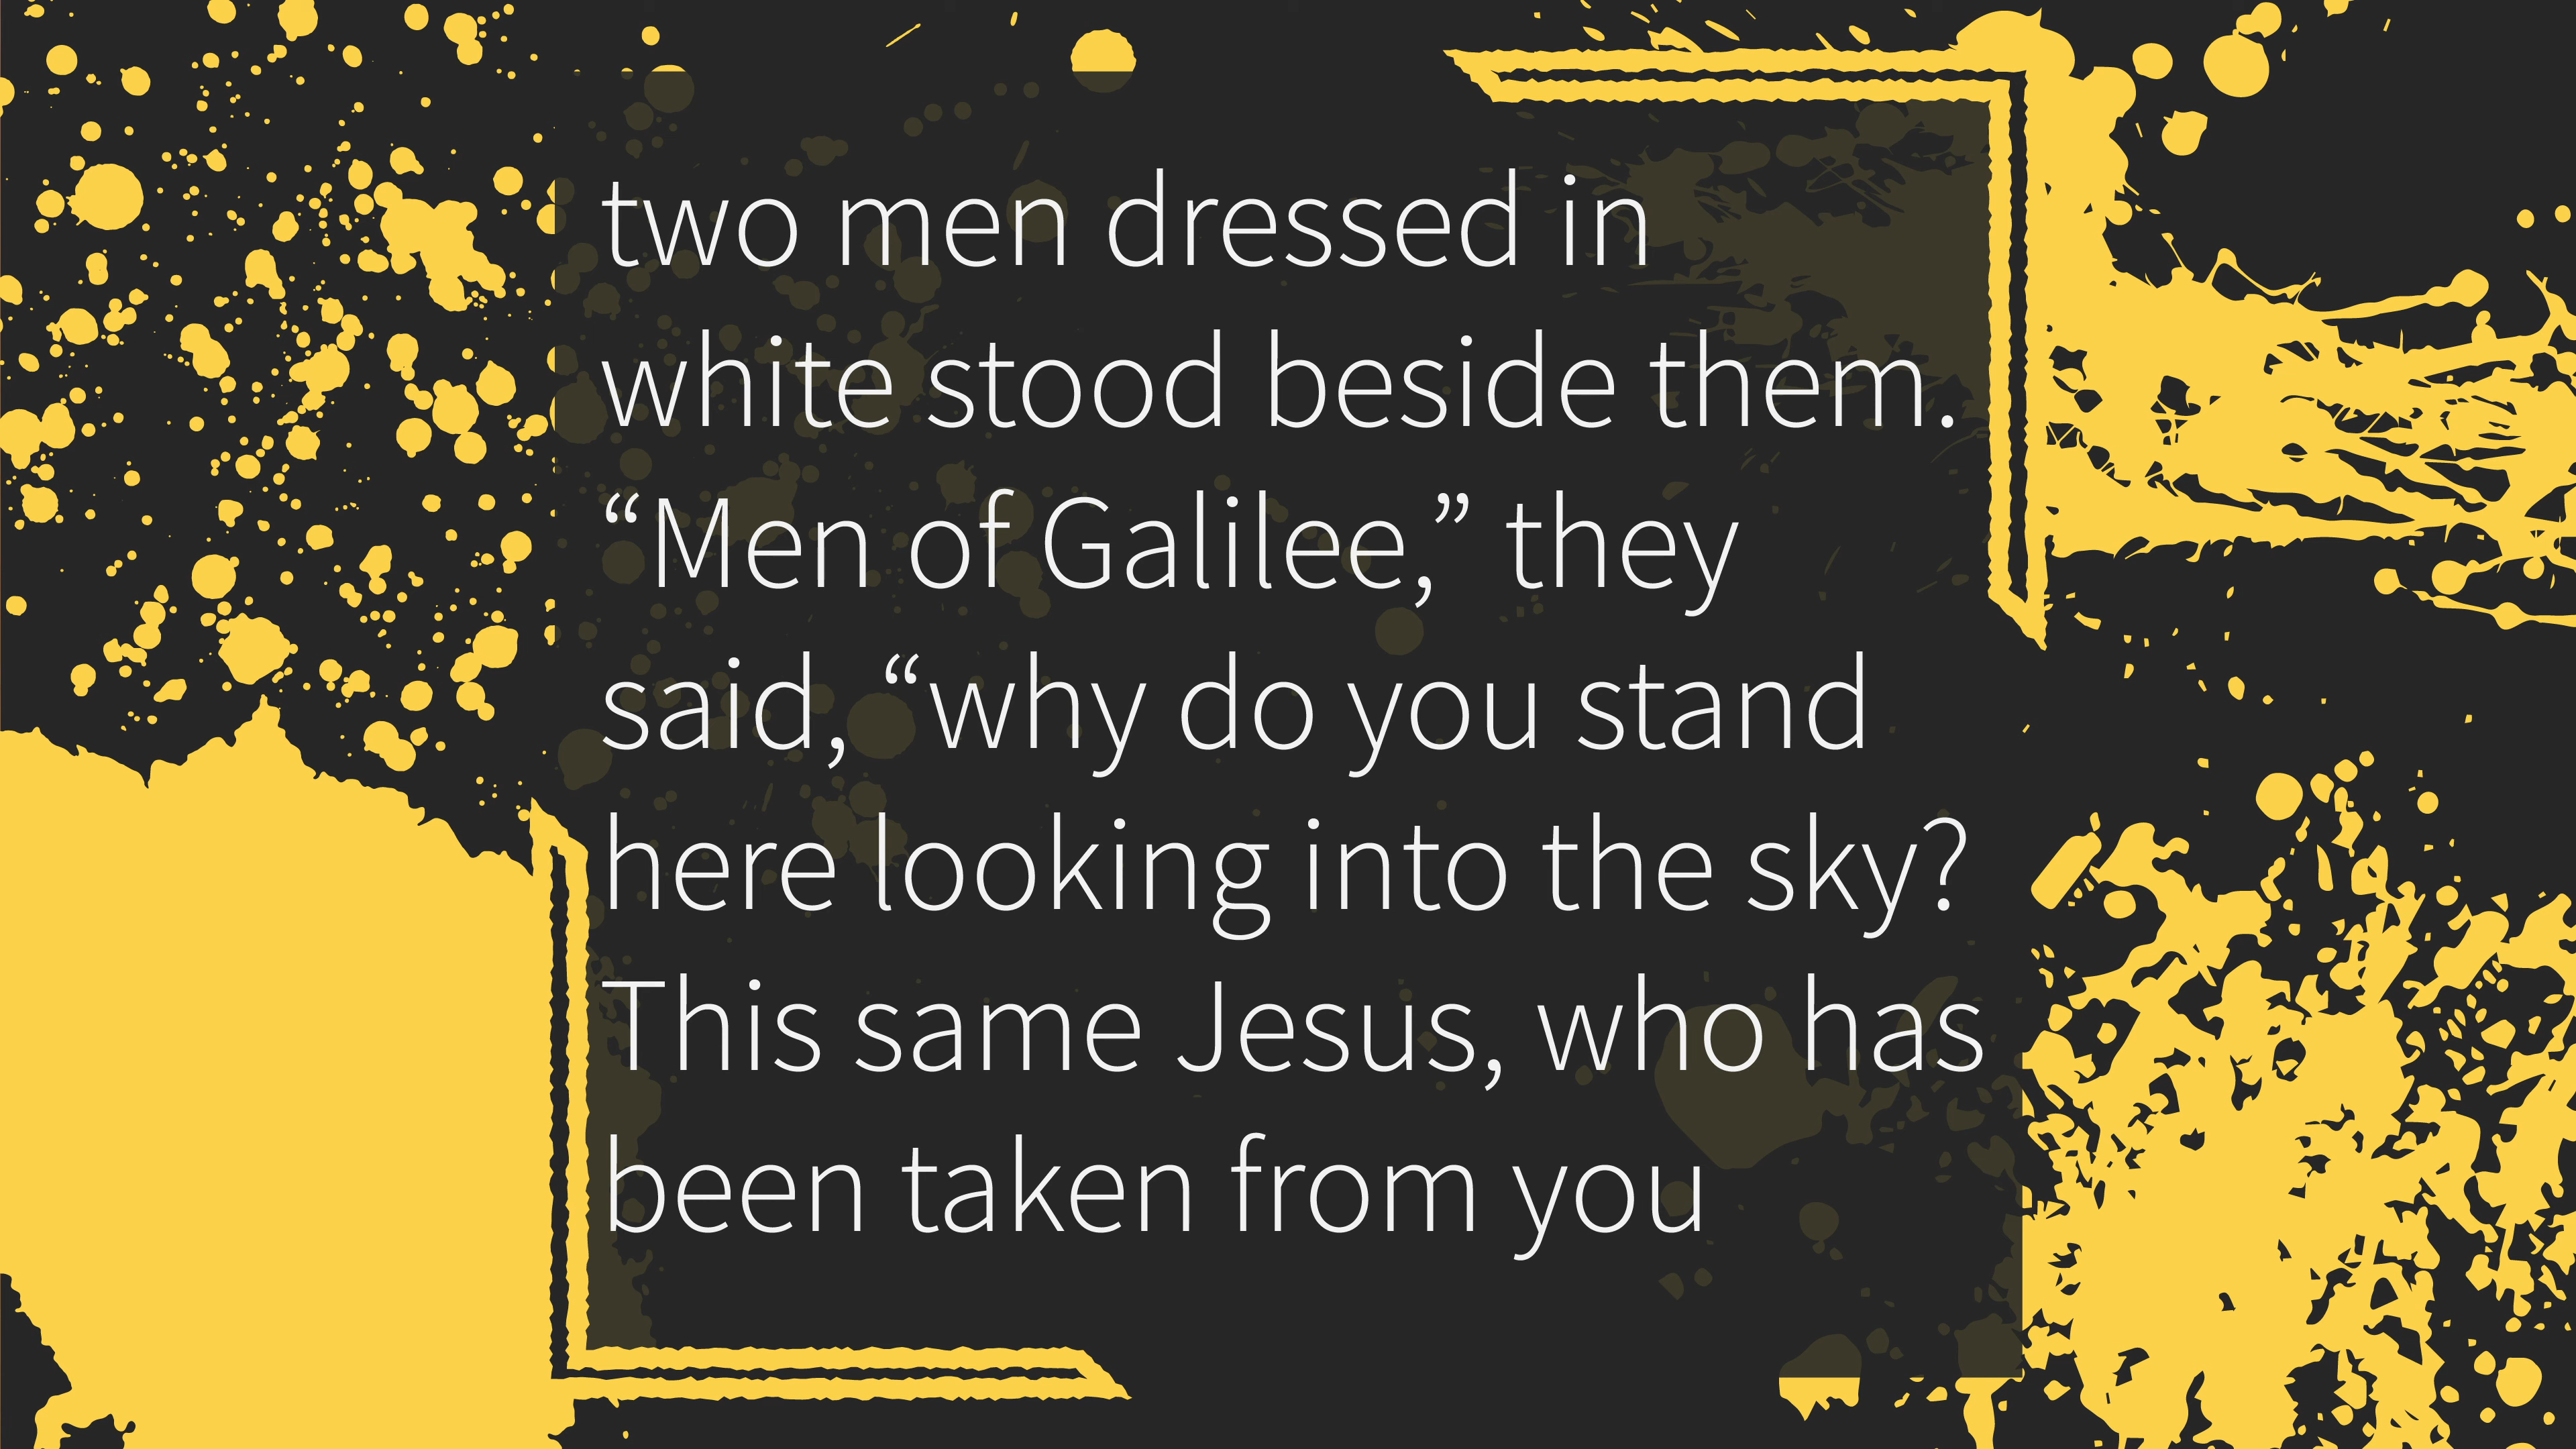 two men dressed in
white stood beside them.
“Men of Galilee,” they
said, “why do you stand
here looking into the sky?
This same Jesus, who has
been taken from you